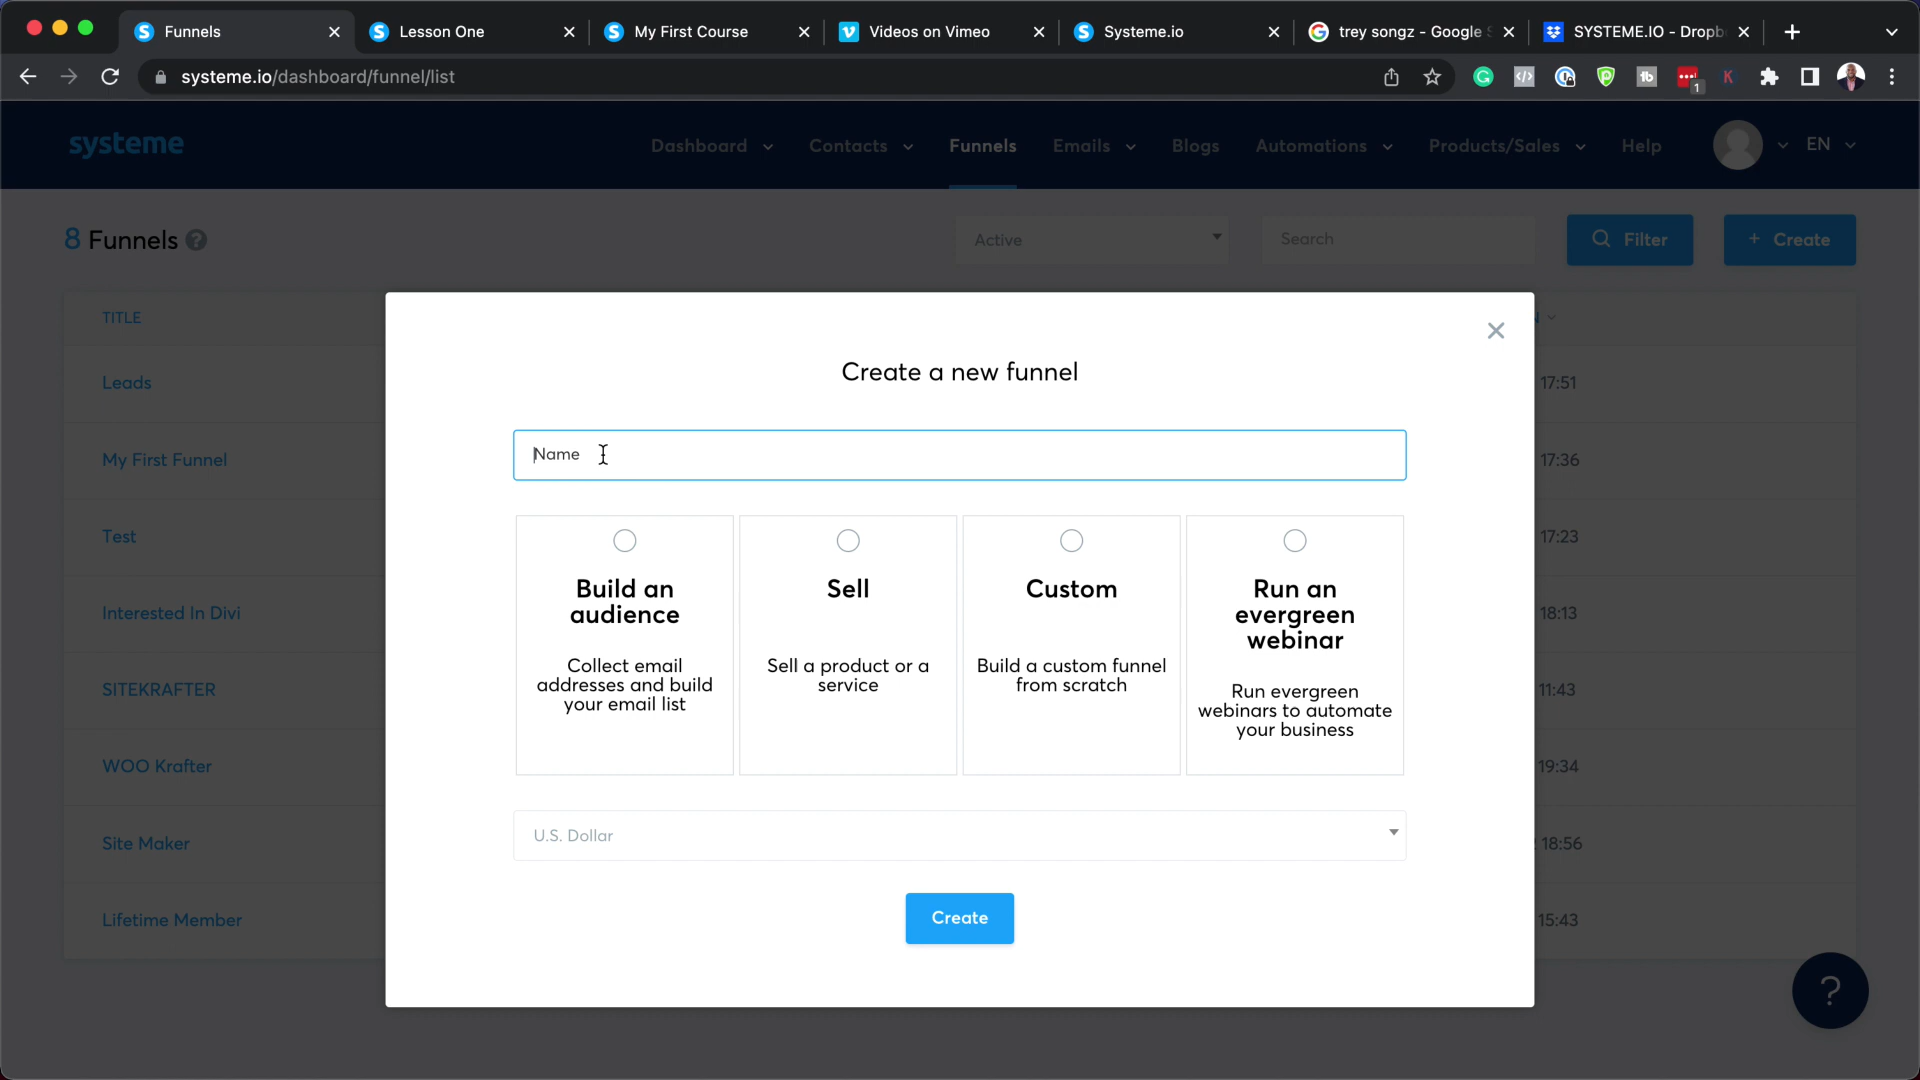 Funnels
Lesson One
My First Course
Videos on Vimeo
Systeme.io
trey songz - Google S
SYSTEME.IO - Dropb
systeme.io/dashboard/funnel/list
1
systeme
Dashboard
Contacts
Funnels
Emails
Blogs
Automations
Products/Sales
Help
EN
8 Funnels ?
Active
Search
Filter
+ Create
TITLE
Leads
17:51
My First Funnel
17:36
Test
17:23
Interested In Divi
18:13
SITEKRAFTER
11:43
WOO Krafter
19:34
Site Maker
18:56
Lifetime Member
15:43
Create a new funnel
Name
Build an
audience
Collect email
addresses and build
your email list
Sell
Sell a product or a
service
Custom
Build a custom funnel
from scratch
Run an
evergreen
webinar
Run evergreen
webinars to automate
your business
U.S. Dollar
Create
?